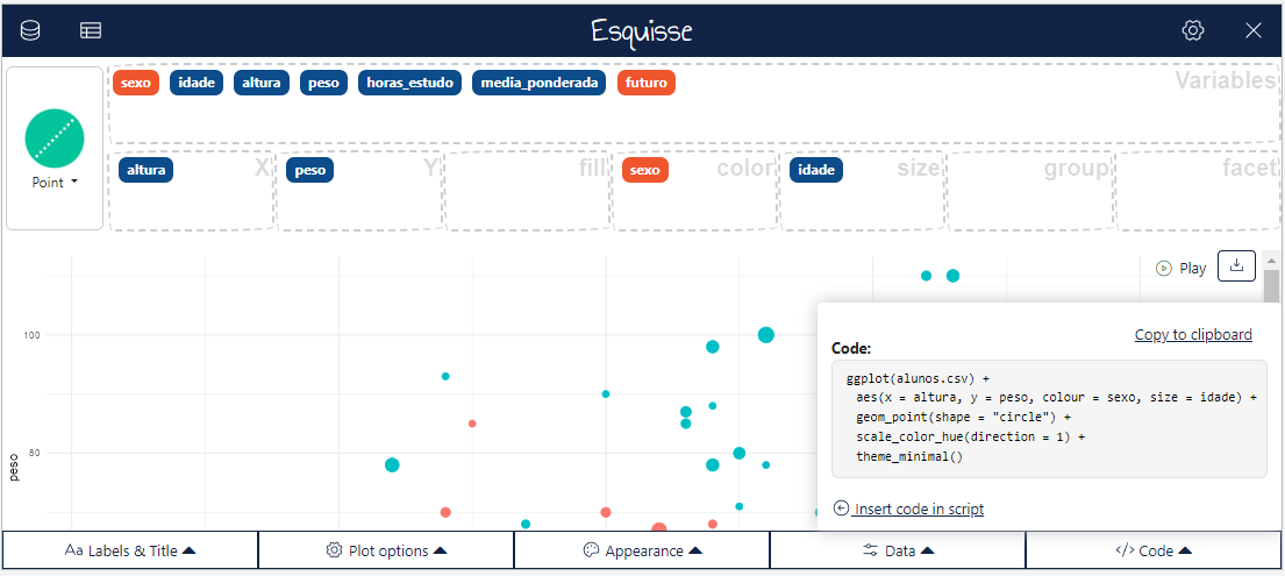 Esquisse
sexo idade altura peso horas_estudo media_ponderada futuro Variables
Point
altura X peso Y fill sexo color idade size group facet
Play
100
80
peso
Copy to clipboard
Code:
ggplot(alunos.csv) +
aes(x = altura, y = peso, colour = sexo, size = idade) +
geom_point(shape = "circle") +
scale_color_hue(direction = 1) +
theme_minimal()
Insert code in script
Aa Labels & Title Plot options Appearance Data </> Code